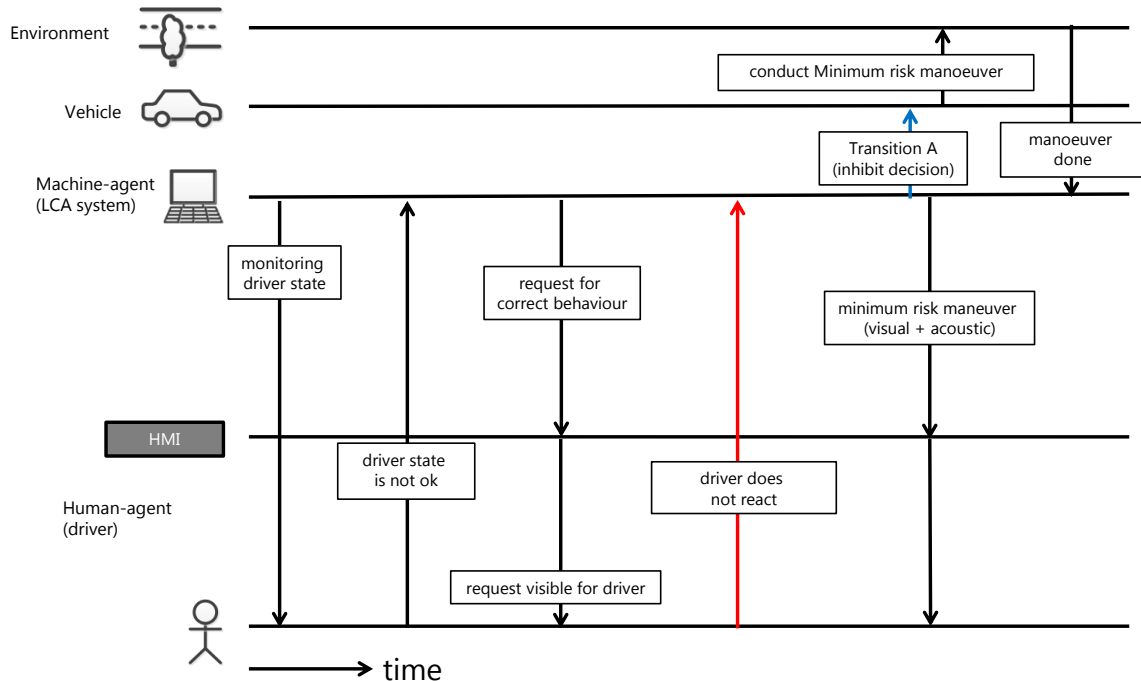 Environment
conduct Minimum risk manoeuver
Vehicle
Transition A
(inhibit decision)
manoeuver
done
Machine-agent
(LCA system)
monitoring
driver state
request for
correct behaviour
minimum risk maneuver
(visual + acoustic)
HMI
driver state
is not ok
driver does
not react
Human-agent
(driver)
request visible for driver
time